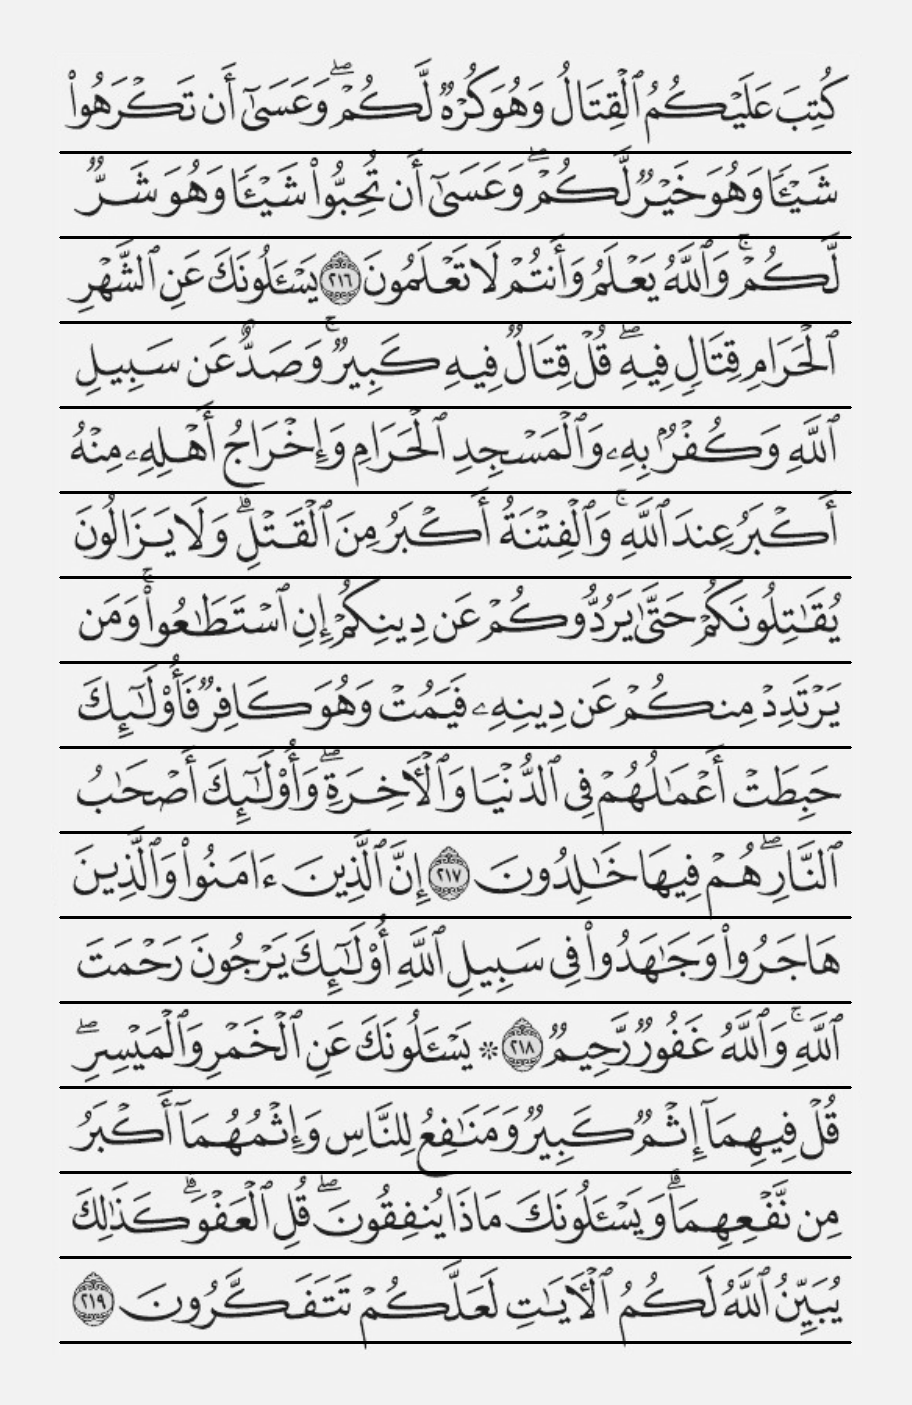 كُتِبَ عَلَيْكُمُ ٱلْقِتَالُ وَهُوَ كُرْهٌ لَّكُمْ ۖ وَعَسَىٰٓ أَن تَكْرَهُوا۟
شَيْـًٔا وَهُوَ خَيْرٌ لَّكُمْ ۖ وَعَسَىٰٓ أَن تُحِبُّوا۟ شَيْـًٔا وَهُوَ شَرٌّ
لَّكُمْ ۗ وَٱللَّهُ يَعْلَمُ وَأَنتُمْ لَا تَعْلَمُونَ ٢١٦ يَسْـَٔلُونَكَ عَنِ ٱلشَّهْرِ
ٱلْحَرَامِ قِتَالٍ فِيهِ ۖ قُلْ قِتَالٌ فِيهِ كَبِيرٌ ۚ وَصَدٌّ عَن سَبِيلِ
ٱللَّهِ وَكُفْرٌۢ بِهِۦ وَٱلْمَسْجِدِ ٱلْحَرَامِ وَإِخْرَاجُ أَهْلِهِۦ مِنْهُ
أَكْبَرُ عِندَ ٱللَّهِ ۚ وَٱلْفِتْنَةُ أَكْبَرُ مِنَ ٱلْقَتْلِ ۗ وَلَا يَزَالُونَ
يُقَـٰتِلُونَكُمْ حَتَّىٰ يَرُدُّوكُمْ عَن دِينِكُمْ إِنِ ٱسْتَطَـٰعُوا۟ ۚ وَمَن
يَرْتَدِدْ مِنكُمْ عَن دِينِهِۦ فَيَمُتْ وَهُوَ كَافِرٌ فَأُو۟لَـٰٓئِكَ
حَبِطَتْ أَعْمَـٰلُهُمْ فِى ٱلدُّنْيَا وَٱلْـَٔاخِرَةِ ۖ وَأُو۟لَـٰٓئِكَ أَصْحَـٰبُ
ٱلنَّارِ ۖ هُمْ فِيهَا خَـٰلِدُونَ ٢١٧ إِنَّ ٱلَّذِينَ ءَامَنُوا۟ وَٱلَّذِينَ
هَاجَرُوا۟ وَجَـٰهَدُوا۟ فِى سَبِيلِ ٱللَّهِ أُو۟لَـٰٓئِكَ يَرْجُونَ رَحْمَتَ
ٱللَّهِ ۚ وَٱللَّهُ غَفُورٌ رَّحِيمٌ ٢١٨ ۞ يَسْـَٔلُونَكَ عَنِ ٱلْخَمْرِ وَٱلْمَيْسِرِ ۖ
قُلْ فِيهِمَآ إِثْمٌ كَبِيرٌ وَمَنَـٰفِعُ لِلنَّاسِ وَإِثْمُهُمَآ أَكْبَرُ
مِن نَّفْعِهِمَا ۗ وَيَسْـَٔلُونَكَ مَاذَا يُنفِقُونَ ۖ قُلِ ٱلْعَفْوَ ۗ كَذَٰلِكَ
يُبَيِّنُ ٱللَّهُ لَكُمُ ٱلْـَٔايَـٰتِ لَعَلَّكُمْ تَتَفَكَّرُونَ ٢١٩